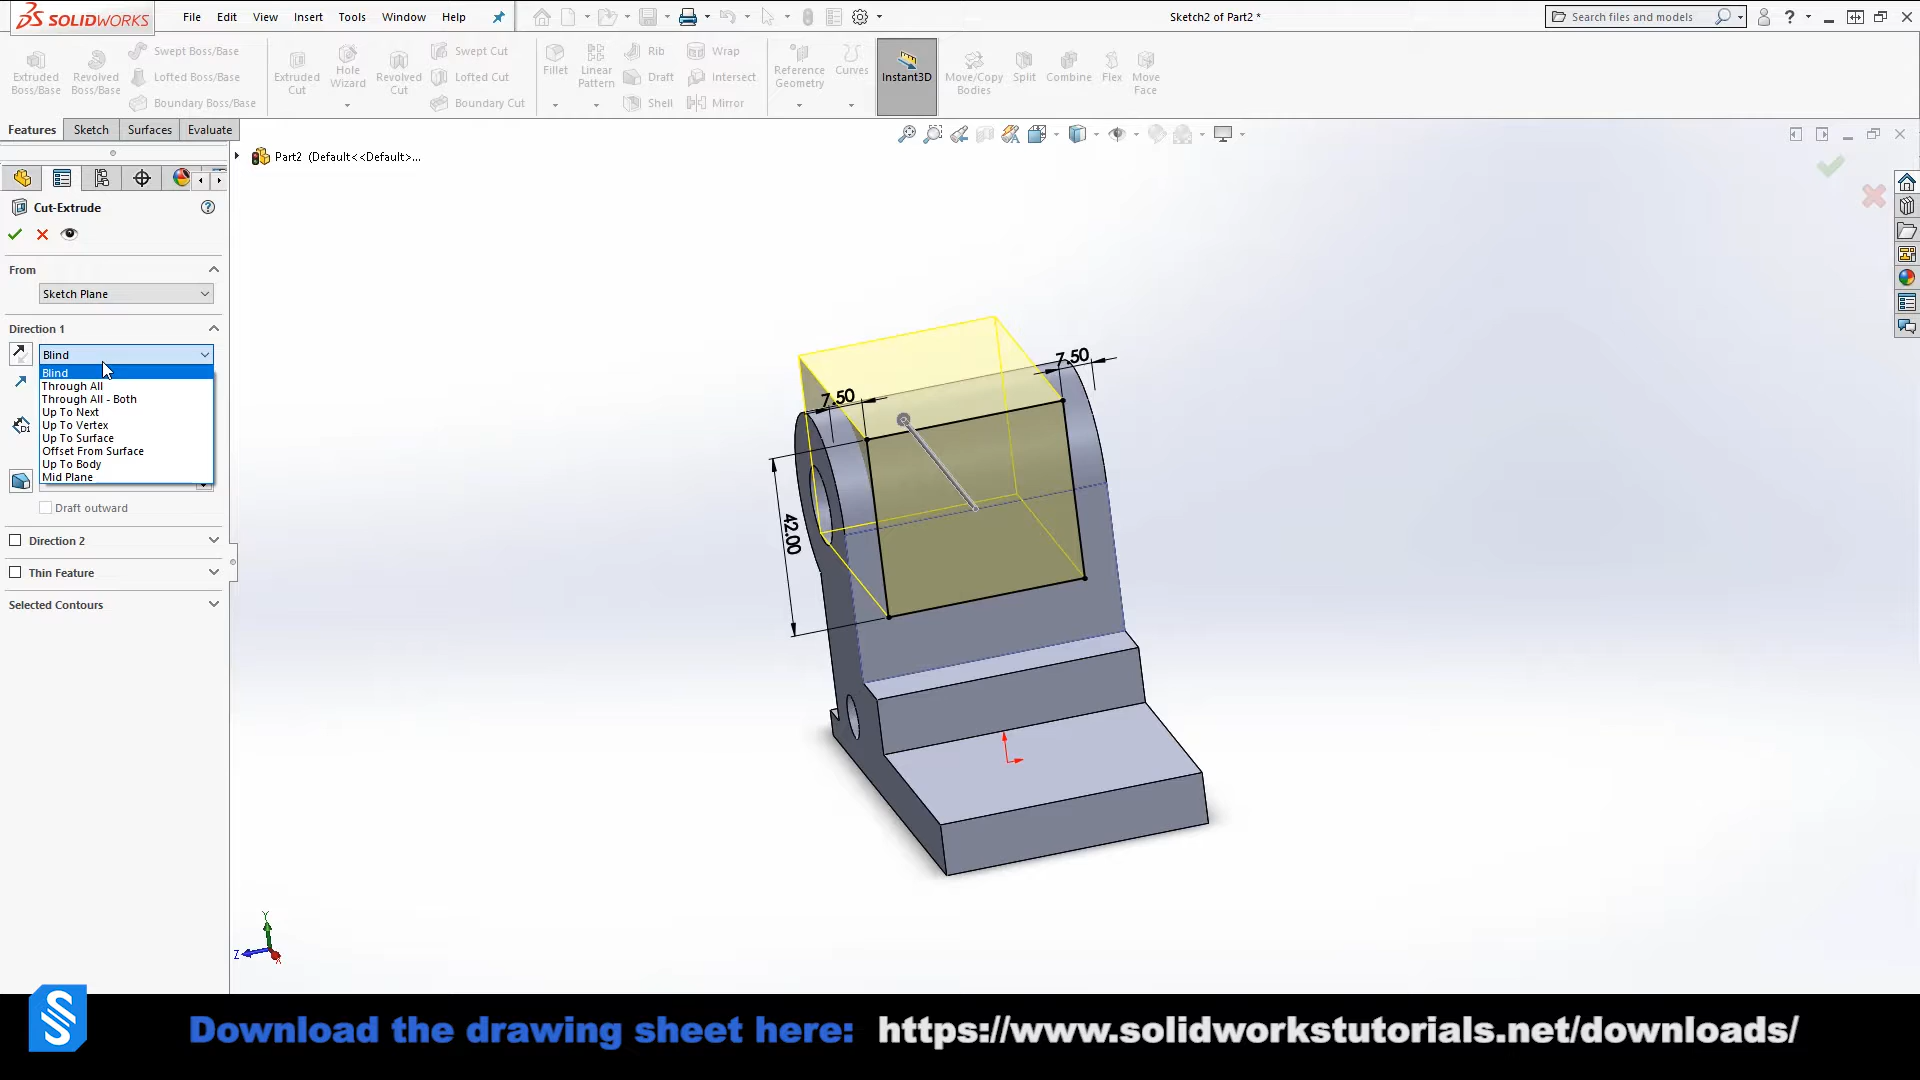 SOLIDWORKS
File Edit View Insert Tools Window Help
Sketch2 of Part2 *
Search files and models
Extruded Boss/Base
Revolved Boss/Base
Swept Boss/Base
Lofted Boss/Base
Boundary Boss/Base
Extruded Cut
Hole Wizard
Revolved Cut
Swept Cut
Lofted Cut
Boundary Cut
Fillet
Linear Pattern
Rib
Draft
Shell
Wrap
Intersect
Mirror
Reference Geometry
Curves
Instant3D
Move/Copy Bodies
Split
Combine
Flex
Move Face
Features Sketch Surfaces Evaluate
Part2 (Default<<Default>...
Cut-Extrude
From
Sketch Plane
Direction 1
Blind
Blind
Through All
Through All - Both
Up To Next
Up To Vertex
Up To Surface
Offset From Surface
Up To Body
Mid Plane
Draft outward
Direction 2
Thin Feature
Selected Contours
7.50
7.50
42.00
Y
Z
X
Download the drawing sheet here: https://www.solidworkstutorials.net/downloads/